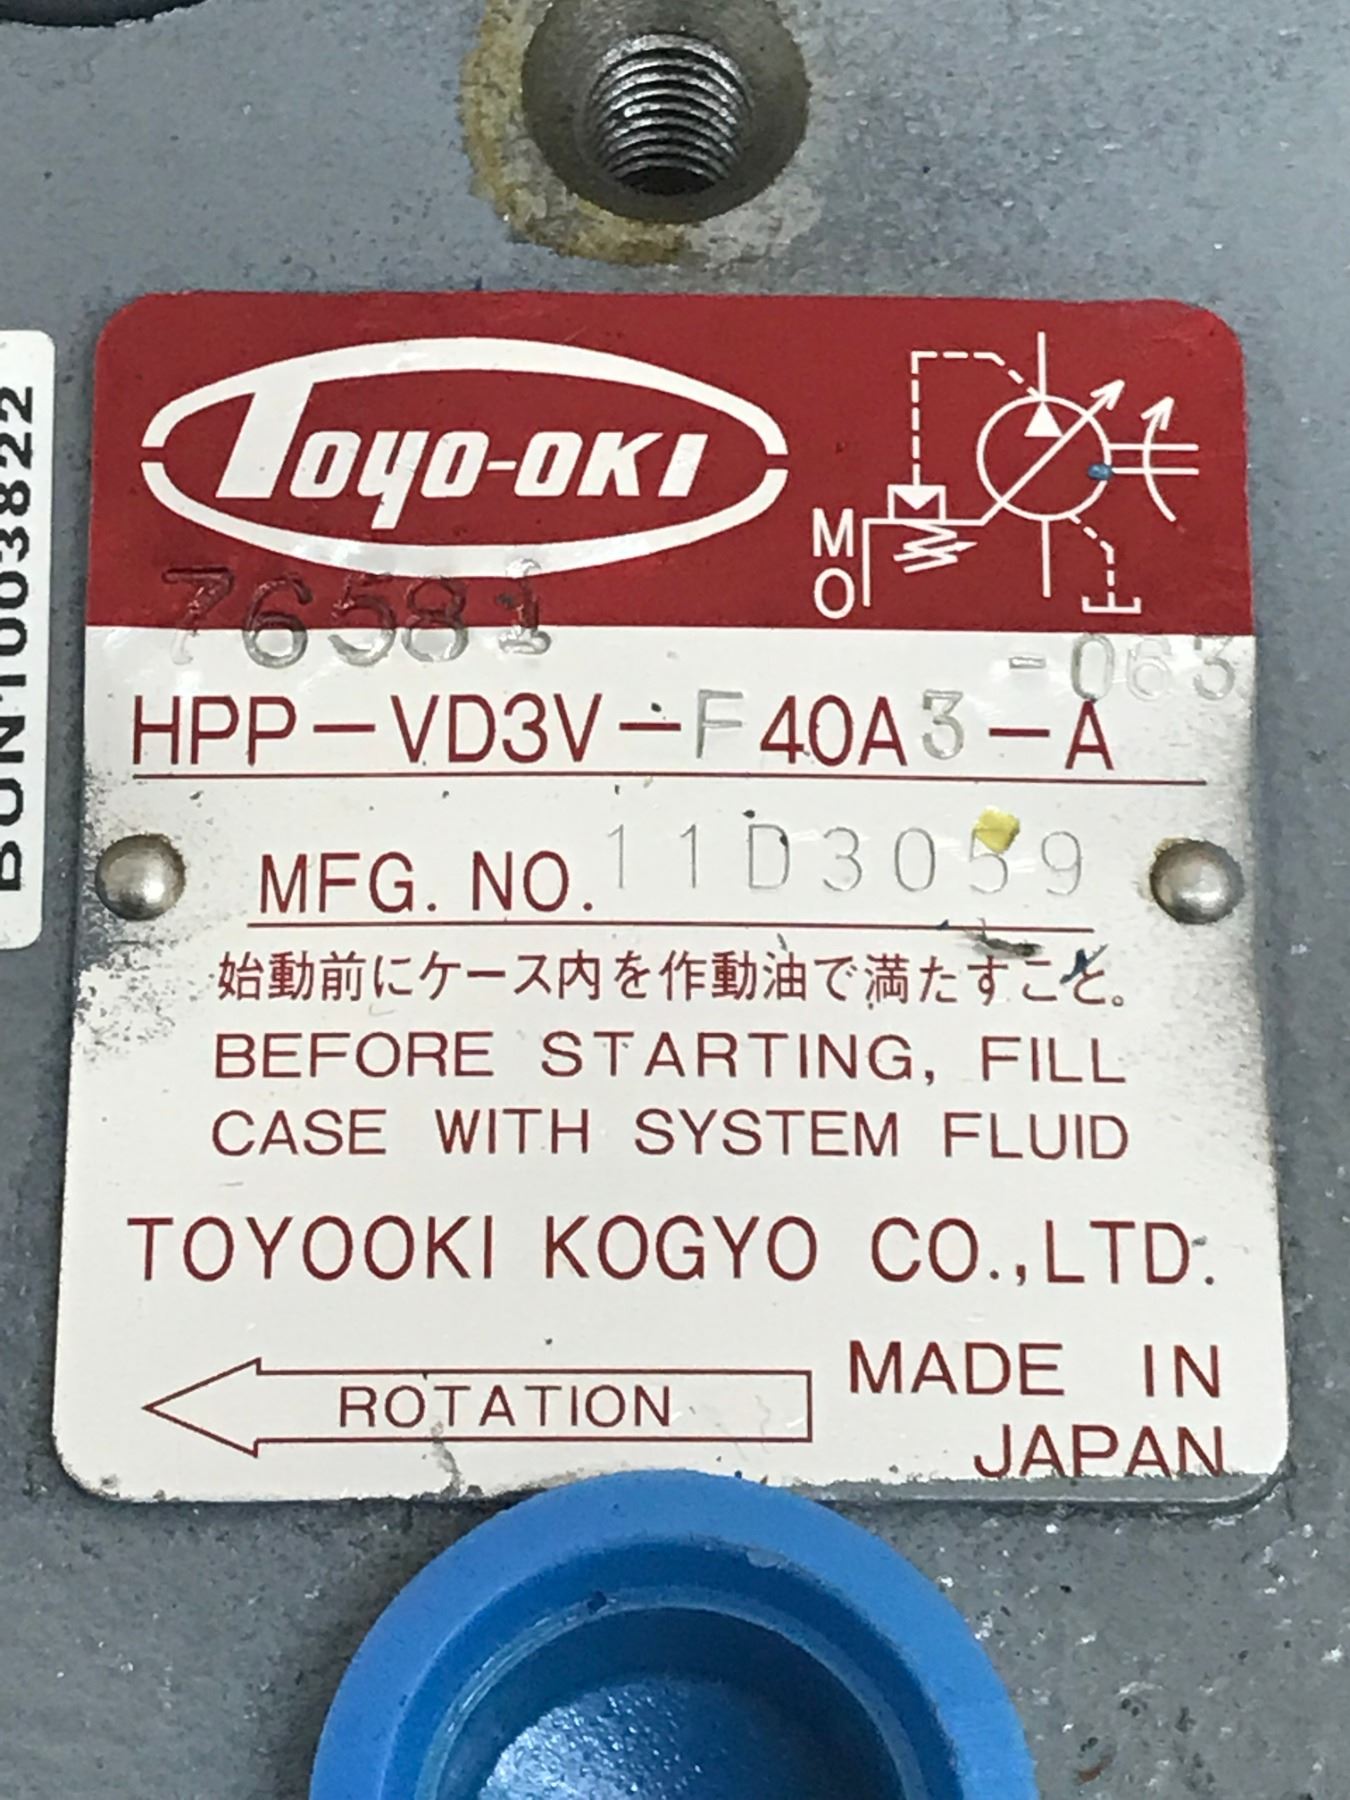 TOYO-OKI
M
O
76581
-063
HPP-VD3V-F40A3-A
MFG. NO. 11D3059
始動前にケース内を作動油で満たすこと。
BEFORE STARTING, FILL
CASE WITH SYSTEM FLUID
TOYOOKI KOGYO CO.,LTD.
ROTATION
MADE IN
JAPAN
BON1003822